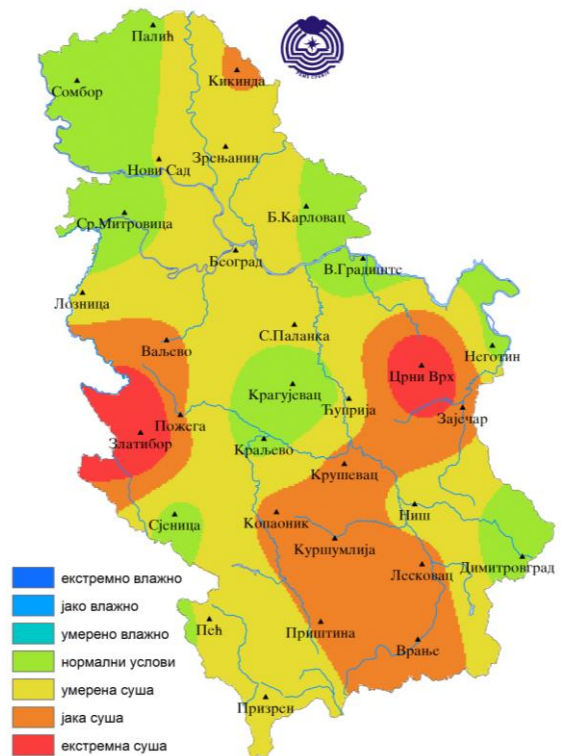 Палић
Кикинда
Сомбор
Зрењанин
Нови Сад
Ср.Митровица
Б.Карловац
Београд
В.Градиште
Лозница
С.Паланка
Ваљево
Неготин
Црни Врх
Крагујевац
Ћуприја
Зајечар
Пожега
Златибор
Краљево
Крушевац
Сјеница
Копаоник
Ниш
Куршумлија
Лесковац
Димитровград
Пећ
Приштина
Врање
Призрен
екстремно влажно
јако влажно
умерено влажно
нормални услови
умерена суша
јака суша
екстремна суша